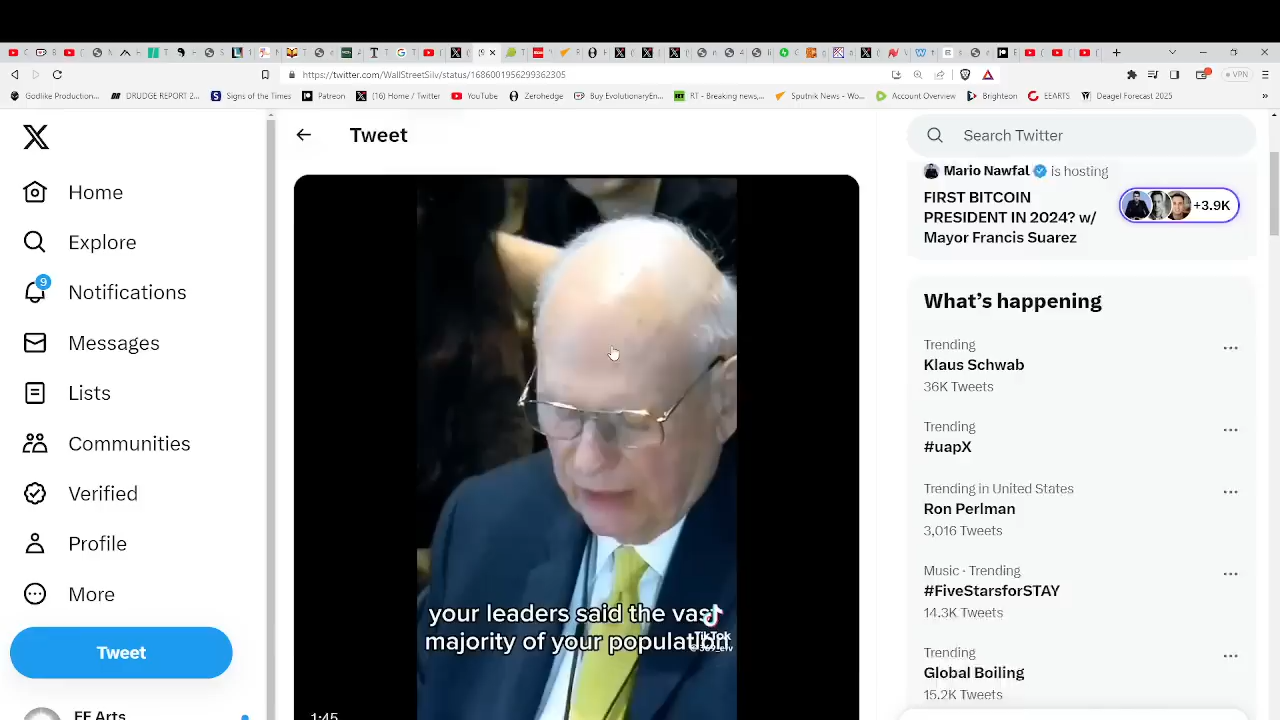 https://twitter.com/WallStreetSilv/status/1686001956299362305
VPN
Godlike Production...
DRUDGE REPORT 2...
Signs of the Times
Patreon
(16) Home / Twitter
YouTube
Zerohedge
Buy EvolutionaryEn...
RT - Breaking news,...
Sputnik News - Wo...
Account Overview
Brighteon
EEARTS
Deagel Forecast 2025
»
Tweet
Home
Explore
9
Notifications
Messages
Lists
Communities
Verified
Profile
More
Tweet
EE Arts
your leaders said the vast
majority of your population
TikTok
1:45
Search Twitter
Mario Nawfal is hosting
FIRST BITCOIN
PRESIDENT IN 2024? w/
Mayor Francis Suarez
+3.9K
What's happening
Trending
Klaus Schwab
36K Tweets
Trending
#uapX
Trending in United States
Ron Perlman
3,016 Tweets
Music · Trending
#FiveStarsforSTAY
14.3K Tweets
Trending
Global Boiling
15.2K Tweets